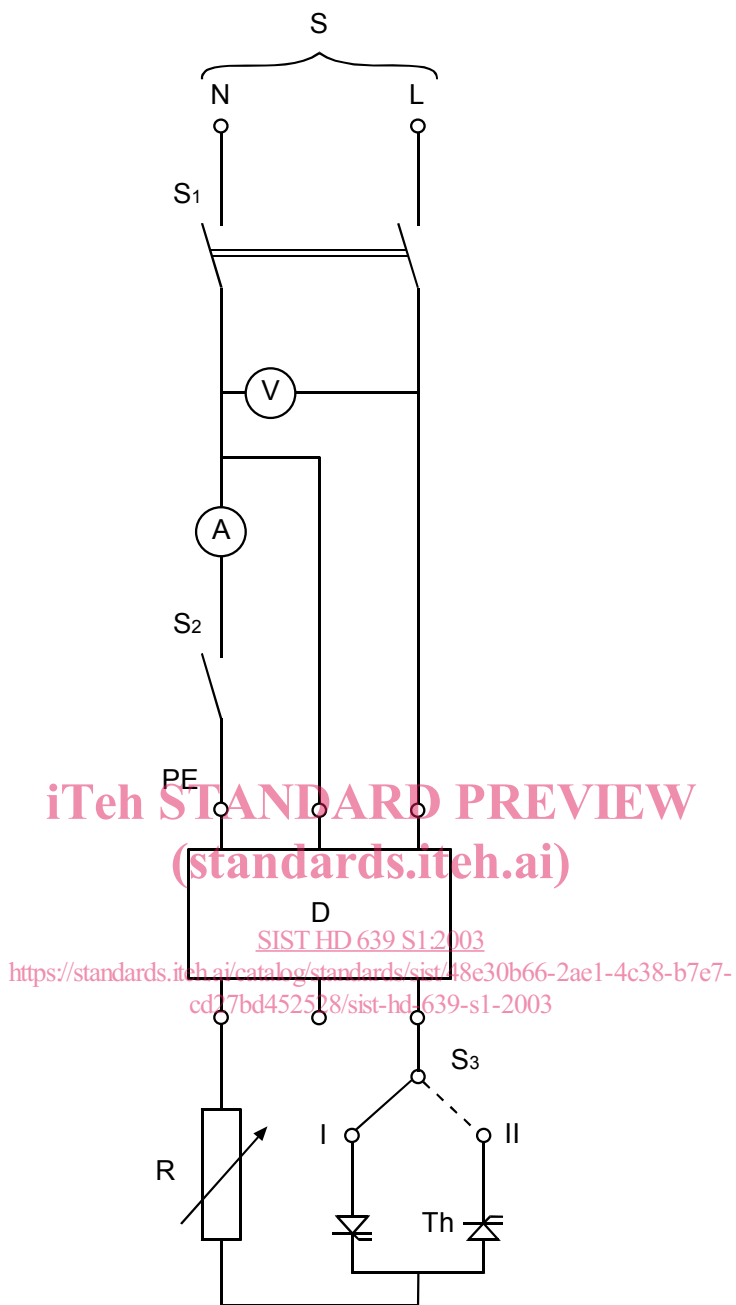 S
N L
S1
V
A
S2
PE
iTeh STANDARD PREVIEW
(standards.iteh.ai)
D
SIST HD 639 S1:2003
https://standards.iteh.ai/catalog/standards/sist/48e30b66-2ae1-4c38-b7e7-
cd27bd452528/sist-hd-639-s1-2003
S3
I II
R
Th